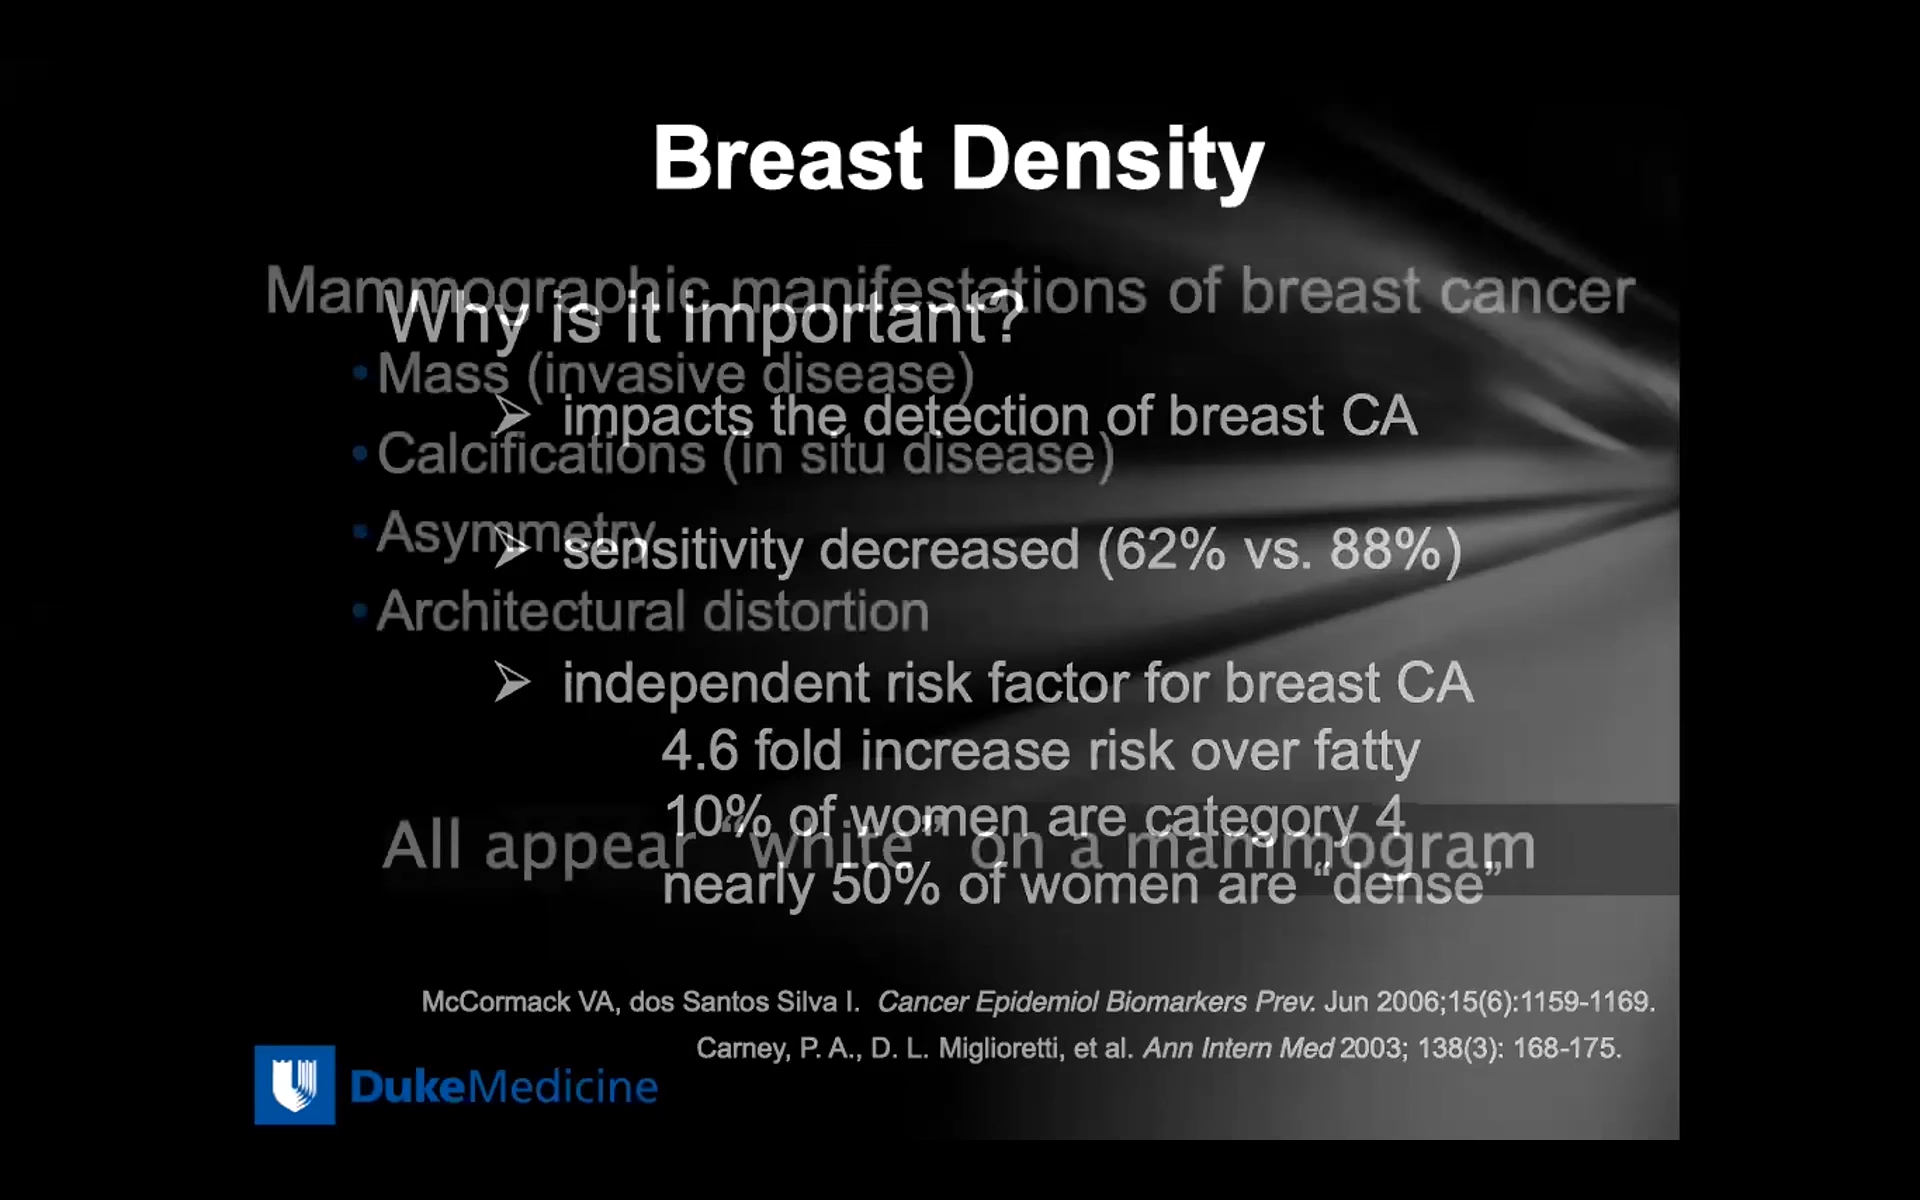 Breast Density
Mammographic manifestations of breast cancer
Why is it important?
• Mass (invasive disease)
➢ impacts the detection of breast CA
• Calcifications (in situ disease)
• Asymmetry
➢ sensitivity decreased (62% vs. 88%)
• Architectural distortion
➢ independent risk factor for breast CA
4.6 fold increase risk over fatty
10% of women are category 4
All appear “white” on a mammogram
nearly 50% of women are “dense”
McCormack VA, dos Santos Silva I. Cancer Epidemiol Biomarkers Prev. Jun 2006;15(6):1159-1169.
Carney, P. A., D. L. Miglioretti, et al. Ann Intern Med 2003; 138(3): 168-175.
DukeMedicine